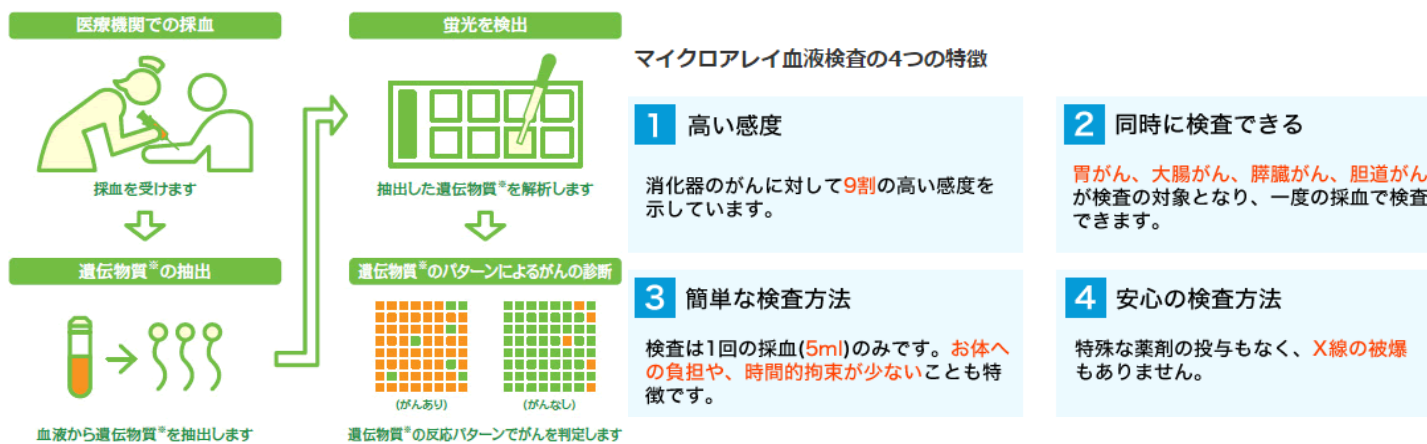 医療機関での採血
採血を受けます
遺伝物質※の抽出
血液から遺伝物質※を抽出します
蛍光を検出
抽出した遺伝物質※を解析します
遺伝物質※のパターンによるがんの診断
(がんあり) (がんなし)
遺伝物質※の反応パターンでがんを判定します
マイクロアレイ血液検査の4つの特徴
1 高い感度
消化器のがんに対して9割の高い感度を
示しています。
2 同時に検査できる
胃がん、大腸がん、膵臓がん、胆道がん
が検査の対象となり、一度の採血で検査
できます。
3 簡単な検査方法
検査は1回の採血(5ml)のみです。お体へ
の負担や、時間的拘束が少ないことも特
徴です。
4 安心の検査方法
特殊な薬剤の投与もなく、X線の被爆
もありません。